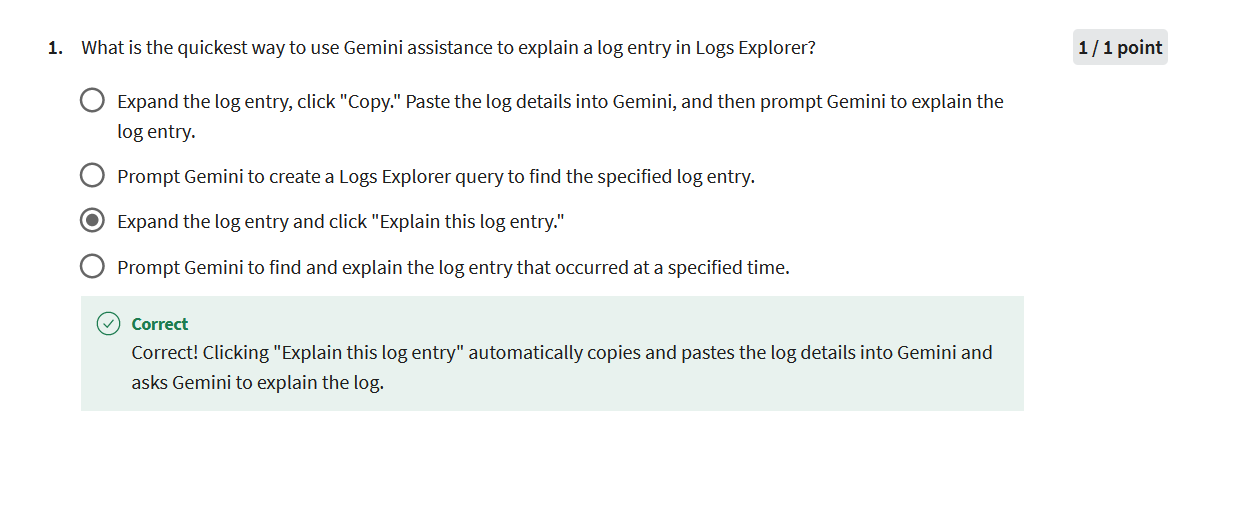 1. What is the quickest way to use Gemini assistance to explain a log entry in Logs Explorer?
1 / 1 point
Expand the log entry, click "Copy." Paste the log details into Gemini, and then prompt Gemini to explain the
log entry.
Prompt Gemini to create a Logs Explorer query to find the specified log entry.
Expand the log entry and click "Explain this log entry."
Prompt Gemini to find and explain the log entry that occurred at a specified time.
Correct
Correct! Clicking "Explain this log entry" automatically copies and pastes the log details into Gemini and
asks Gemini to explain the log.